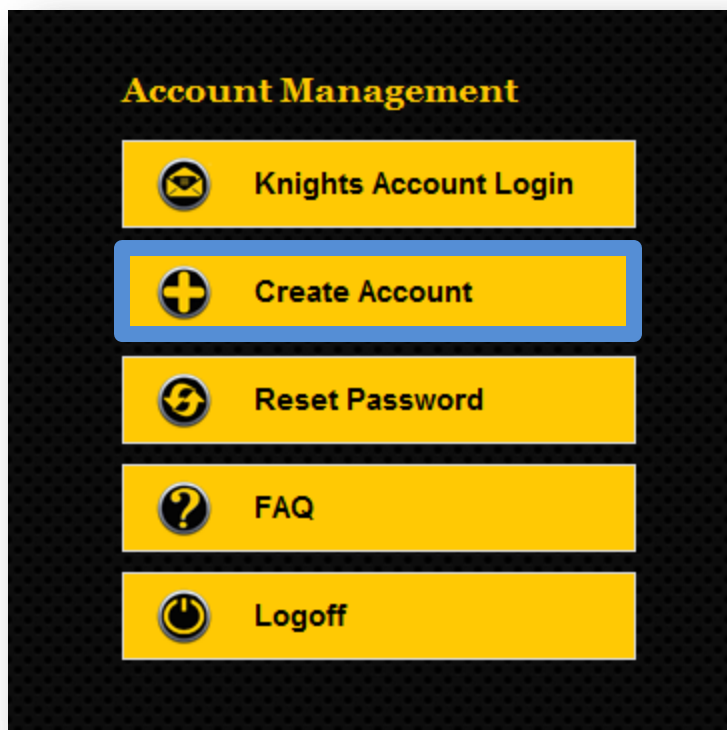 Account Management
Knights Account Login
Create Account
Reset Password
FAQ
Logoff